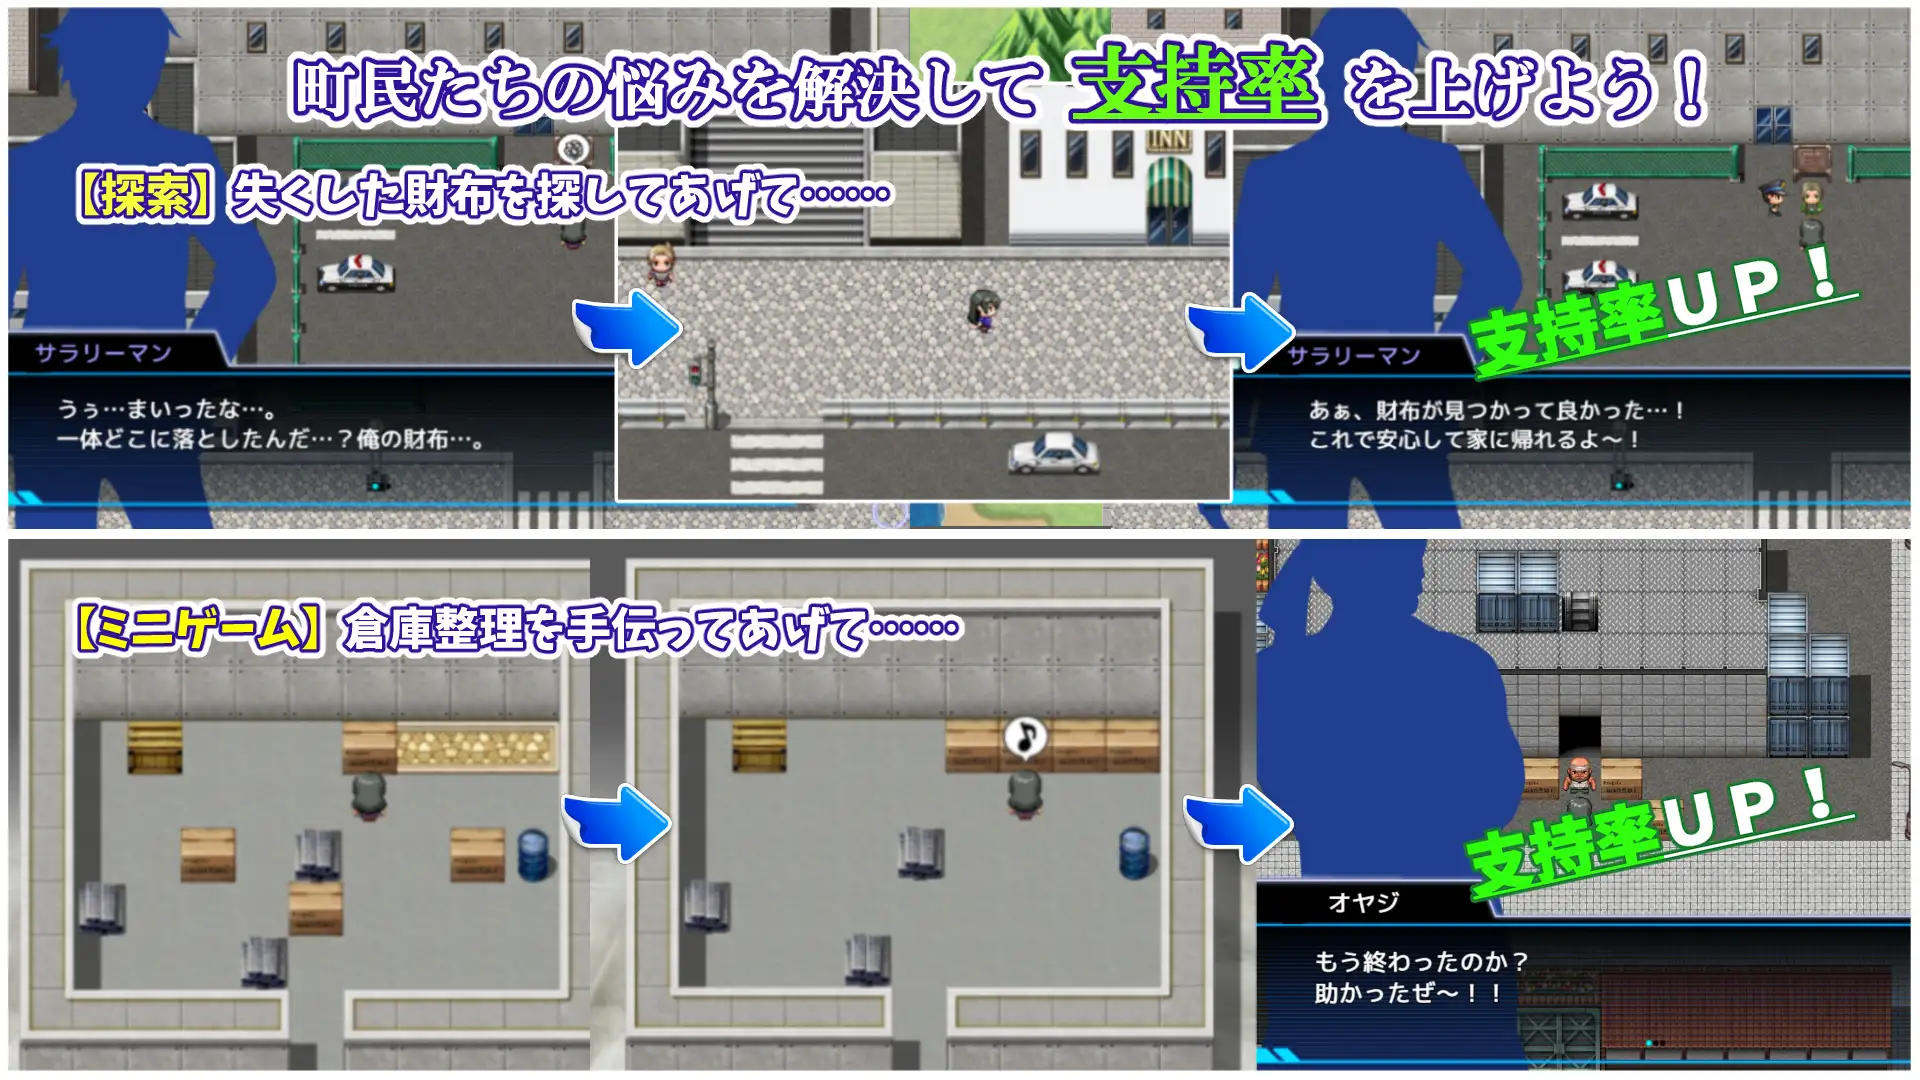 町民たちの悩みを解決して支持率を上げよう！
【探索】失くした財布を探してあげて……
INN
支持率UP！
サラリーマン
うぅ…まいったな…。
一体どこに落としたんだ…？俺の財布…。
サラリーマン
あぁ、財布が見つかって良かった…！
これで安心して家に帰れるよ～！
【ミニゲーム】倉庫整理を手伝ってあげて……
支持率UP！
オヤジ
もう終わったのか？
助かったぜ～！！